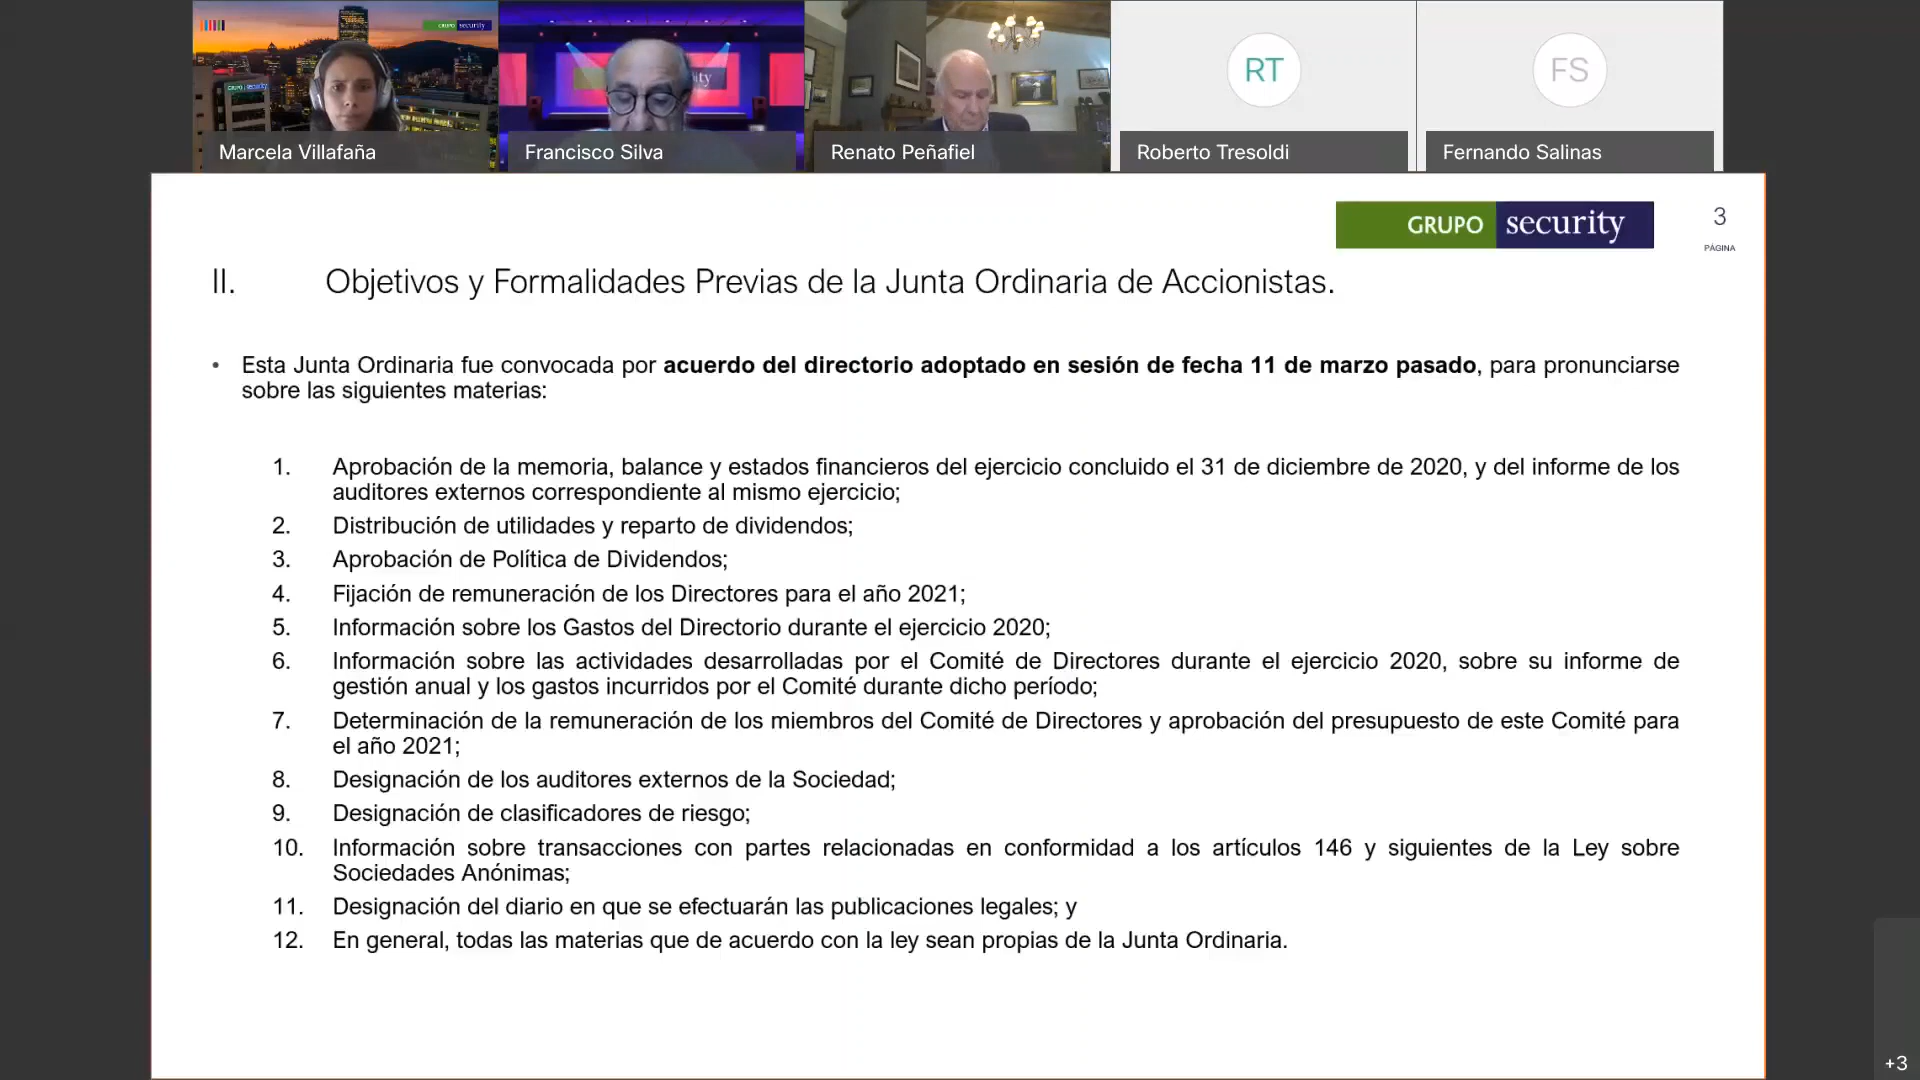 GRUPO security
GRUPO security
ity
RT
FS
Marcela Villafaña
Francisco Silva
Renato Peñafiel
Roberto Tresoldi
Fernando Salinas
GRUPO security
3
PÁGINA
II. Objetivos y Formalidades Previas de la Junta Ordinaria de Accionistas.
• Esta Junta Ordinaria fue convocada por acuerdo del directorio adoptado en sesión de fecha 11 de marzo pasado, para pronunciarse
sobre las siguientes materias:
1. Aprobación de la memoria, balance y estados financieros del ejercicio concluido el 31 de diciembre de 2020, y del informe de los
auditores externos correspondiente al mismo ejercicio;
2. Distribución de utilidades y reparto de dividendos;
3. Aprobación de Política de Dividendos;
4. Fijación de remuneración de los Directores para el año 2021;
5. Información sobre los Gastos del Directorio durante el ejercicio 2020;
6. Información sobre las actividades desarrolladas por el Comité de Directores durante el ejercicio 2020, sobre su informe de
gestión anual y los gastos incurridos por el Comité durante dicho período;
7. Determinación de la remuneración de los miembros del Comité de Directores y aprobación del presupuesto de este Comité para
el año 2021;
8. Designación de los auditores externos de la Sociedad;
9. Designación de clasificadores de riesgo;
10. Información sobre transacciones con partes relacionadas en conformidad a los artículos 146 y siguientes de la Ley sobre
Sociedades Anónimas;
11. Designación del diario en que se efectuarán las publicaciones legales; y
12. En general, todas las materias que de acuerdo con la ley sean propias de la Junta Ordinaria.
+3